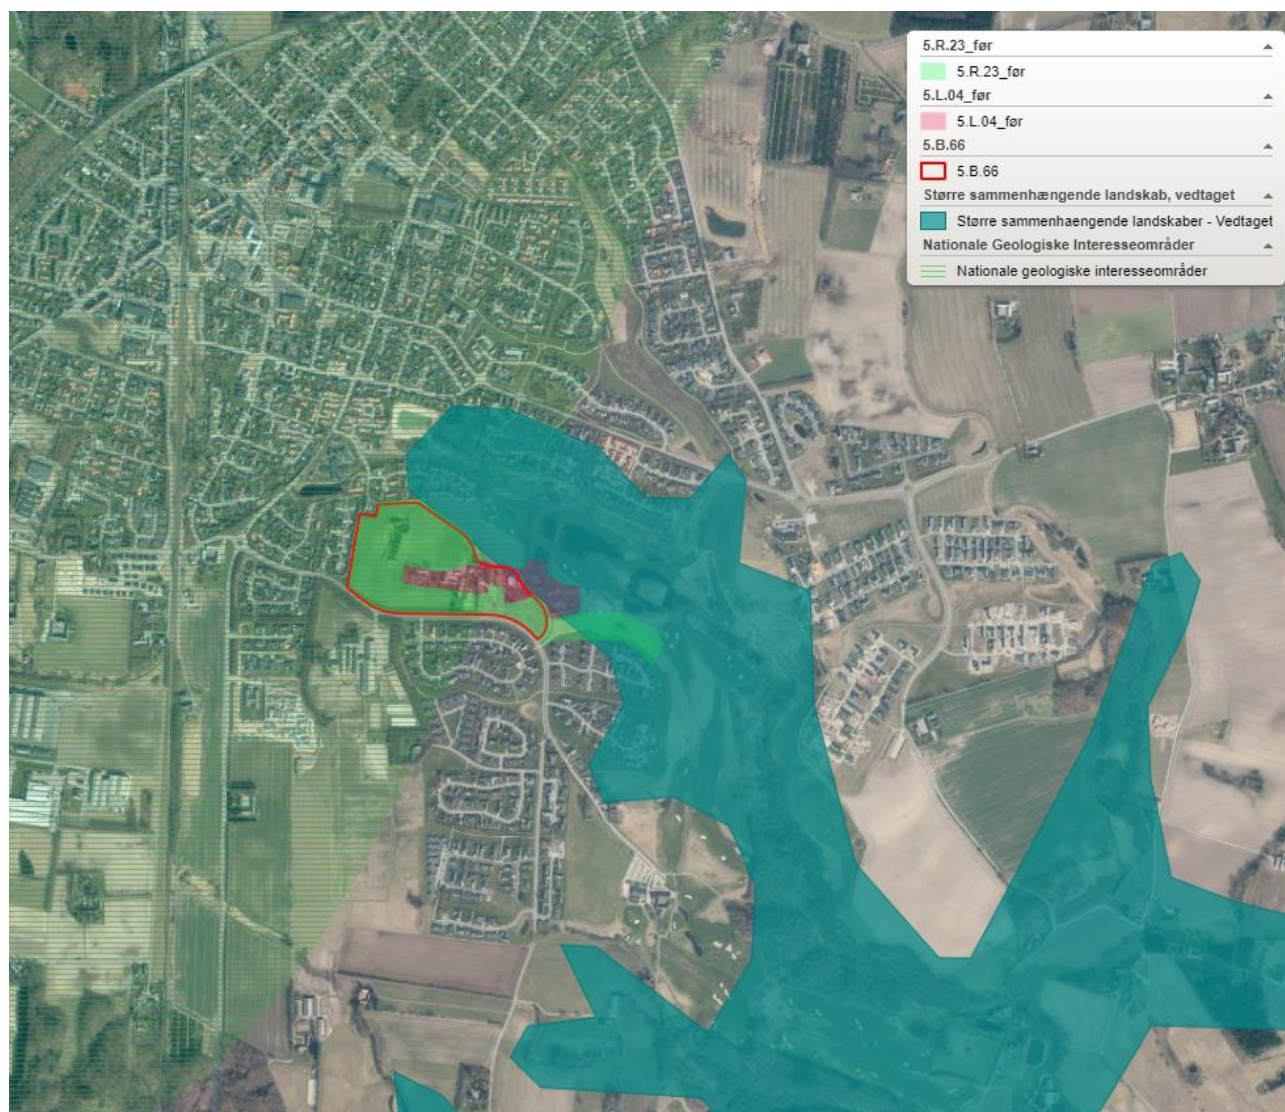 5.R.23_før
5.R.23_før
5.L.04_før
5.L.04_før
5.B.66
5.B.66
Større sammenhængende landskab, vedtaget
Større sammenhaengende landskaber - Vedtaget
Nationale Geologiske Interesseområder
Nationale geologiske interesseområder